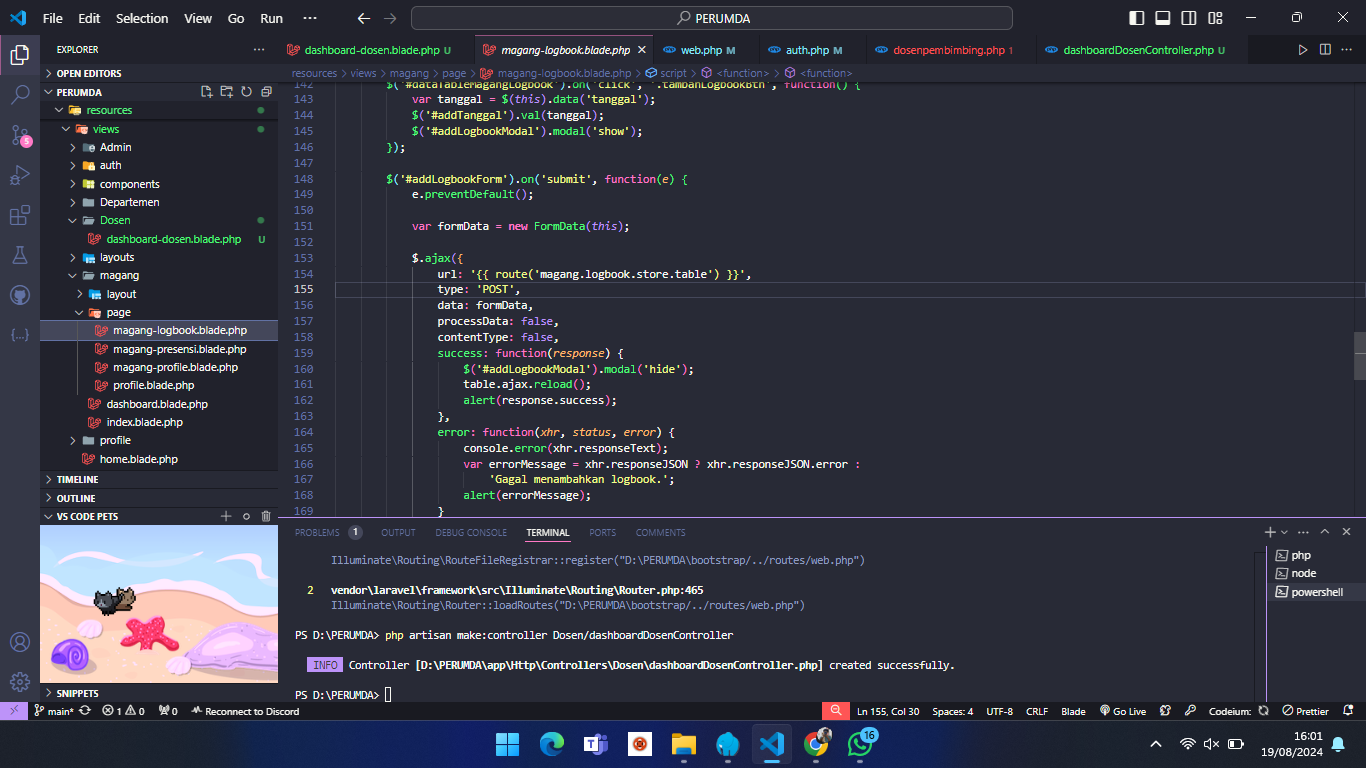 File Edit Selection View Go Run ··· PERUMDA
EXPLORER ···
OPEN EDITORS
PERUMDA
resources
views
Admin
auth
components
Departemen
Dosen
dashboard-dosen.blade.php U
layouts
magang
layout
page
magang-logbook.blade.php
magang-presensi.blade.php
magang-profile.blade.php
profile.blade.php
dashboard.blade.php
index.blade.php
profile
home.blade.php
TIMELINE
OUTLINE
VS CODE PETS
SNIPPETS
dashboard-dosen.blade.php U magang-logbook.blade.php web.php M auth.php M dosenpembimbing.php 1 dashboardDosenController.php U
resources > views > magang > page > magang-logbook.blade.php > script > <function> > <function>
142 $('#dataTableMagangLogbook').on('click', '.tambahLogbookBtn', function() {
143 var tanggal = $(this).data('tanggal');
144 $('#addTanggal').val(tanggal);
145 $('#addLogbookModal').modal('show');
146 });
147
148 $('#addLogbookForm').on('submit', function(e) {
149 e.preventDefault();
150
151 var formData = new FormData(this);
152
153 $.ajax({
154 url: '{{ route('magang.logbook.store.table') }}',
155 type: 'POST',
156 data: formData,
157 processData: false,
158 contentType: false,
159 success: function(response) {
160 $('#addLogbookModal').modal('hide');
161 table.ajax.reload();
162 alert(response.success);
163 },
164 error: function(xhr, status, error) {
165 console.error(xhr.responseText);
166 var errorMessage = xhr.responseJSON ? xhr.responseJSON.error :
167 'Gagal menambahkan logbook.';
168 alert(errorMessage);
169 }
PROBLEMS 1 OUTPUT DEBUG CONSOLE TERMINAL PORTS COMMENTS
Illuminate\Routing\RouteFileRegistrar::register("D:\PERUMDA\bootstrap/../routes/web.php")
2 vendor\laravel\framework\src\Illuminate\Routing\Router.php:465
Illuminate\Routing\Router::loadRoutes("D:\PERUMDA\bootstrap/../routes/web.php")
PS D:\PERUMDA> php artisan make:controller Dosen/dashboardDosenController
INFO Controller [D:\PERUMDA\app\Http\Controllers\Dosen\dashboardDosenController.php] created successfully.
PS D:\PERUMDA>
php
node
powershell
main* 1 0 0 Reconnect to Discord Ln 155, Col 30 Spaces: 4 UTF-8 CRLF Blade Go Live Codeium: Prettier
5
16
16:01
19/08/2024